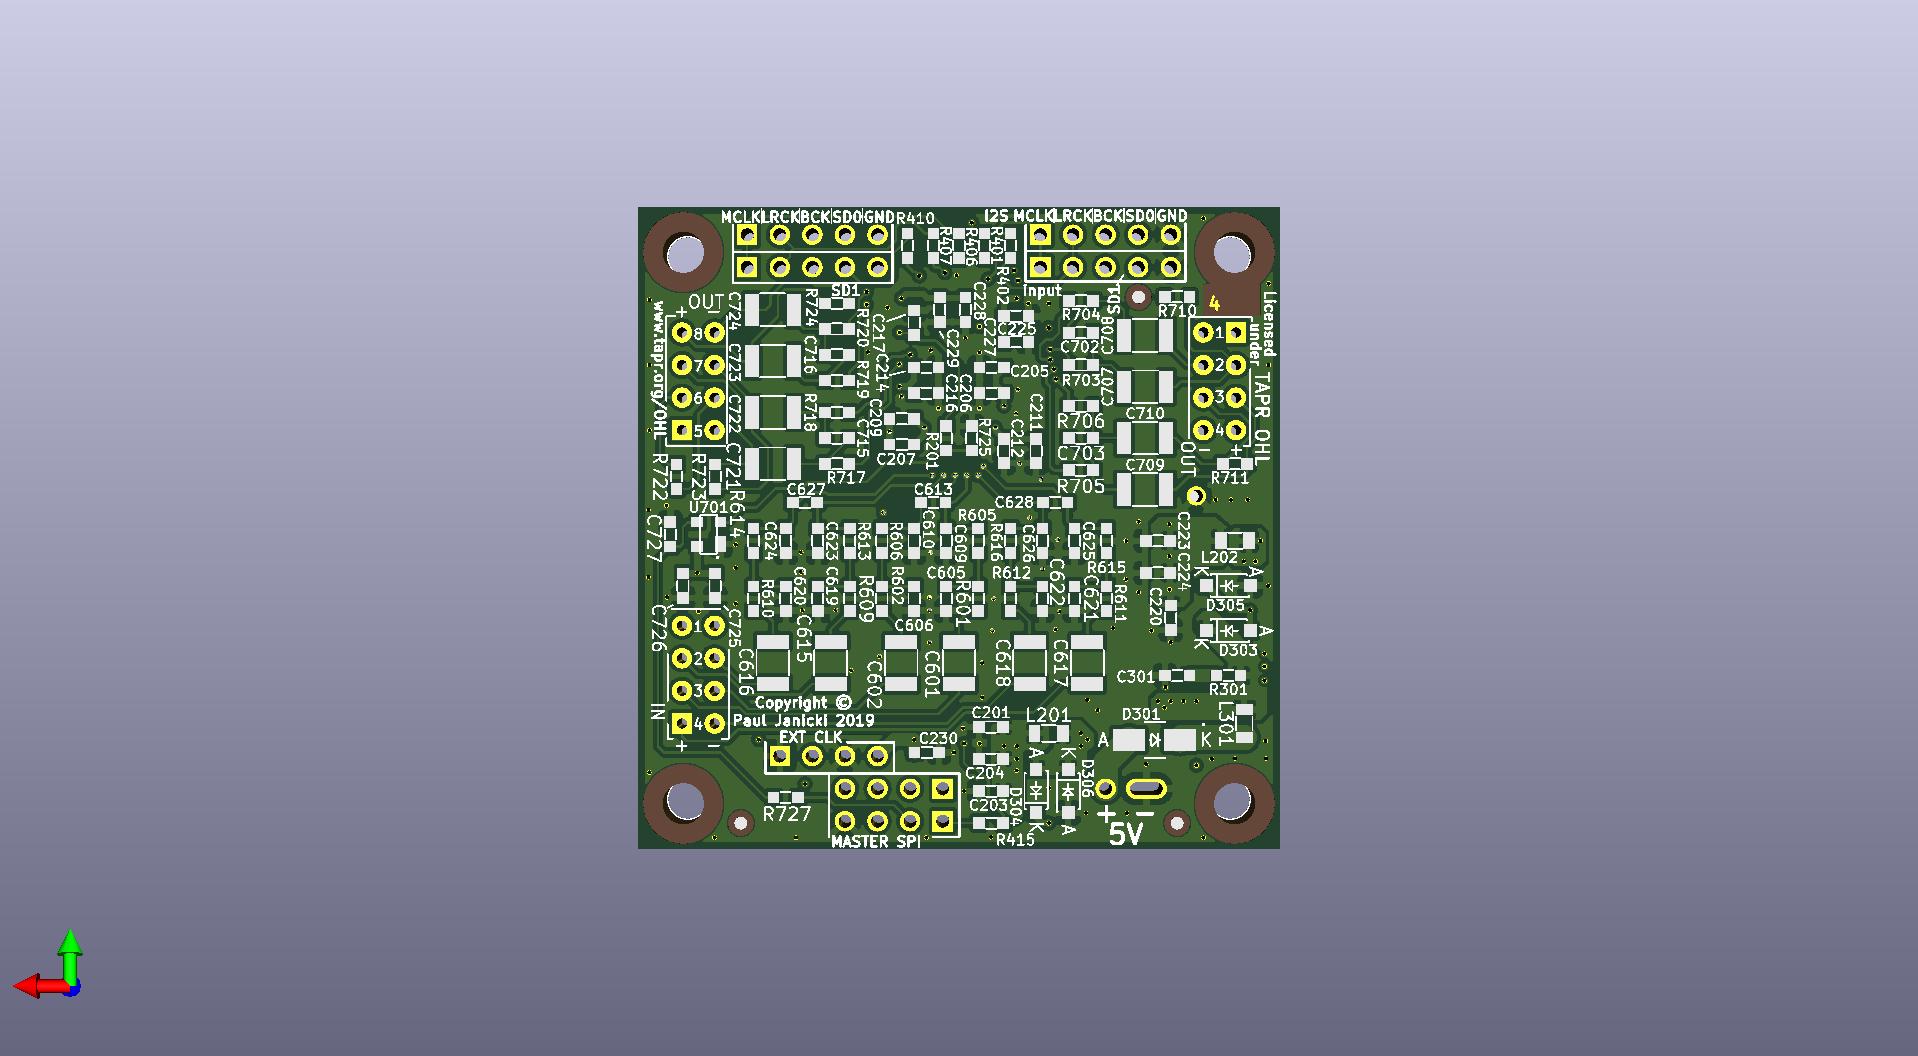 MCLK|LRCK|BCK|SD0|GND
R410
I2S MCLK|LRCK|BCK|SD0|GND
R407
R406
R401
R402
SD1
Input
SD1
R710
4
OUT
+ −
C724
R724
R720
C217
C228
C229
C227
C225
R704
C708
C702
Licensed
under
TAPR OHL
www.tapr.org/OHL
8
7
6
5
1
2
3
4
− +
OUT
C723
C716
R719
C214
C216
C206
C205
R703
C707
C722
R718
C715
C209
C207
R201
R725
C212
C211
R706
C703
R705
C710
C709
R711
R722
R723
C721
R717
U701
R614
C627
C613
C628
C727
C624
C623
R613
R606
C610
C609
R605
R616
C626
C625
R615
C223
C224
L202
K A
D305
R610
C620
C619
R609
R602
C605
R601
R612
C622
C621
R611
C220
K A
D303
C726
C725
1
2
3
4
IN
+ −
C616
C615
C602
C606
C601
C618
C617
C301
R301
Copyright ©
Paul Janicki 2019
EXT CLK
C230
C201
L201
D301
A K
L301
C204
C203
R415
A K
D304
K A
D306
R727
MASTER SPI
+ −
5V